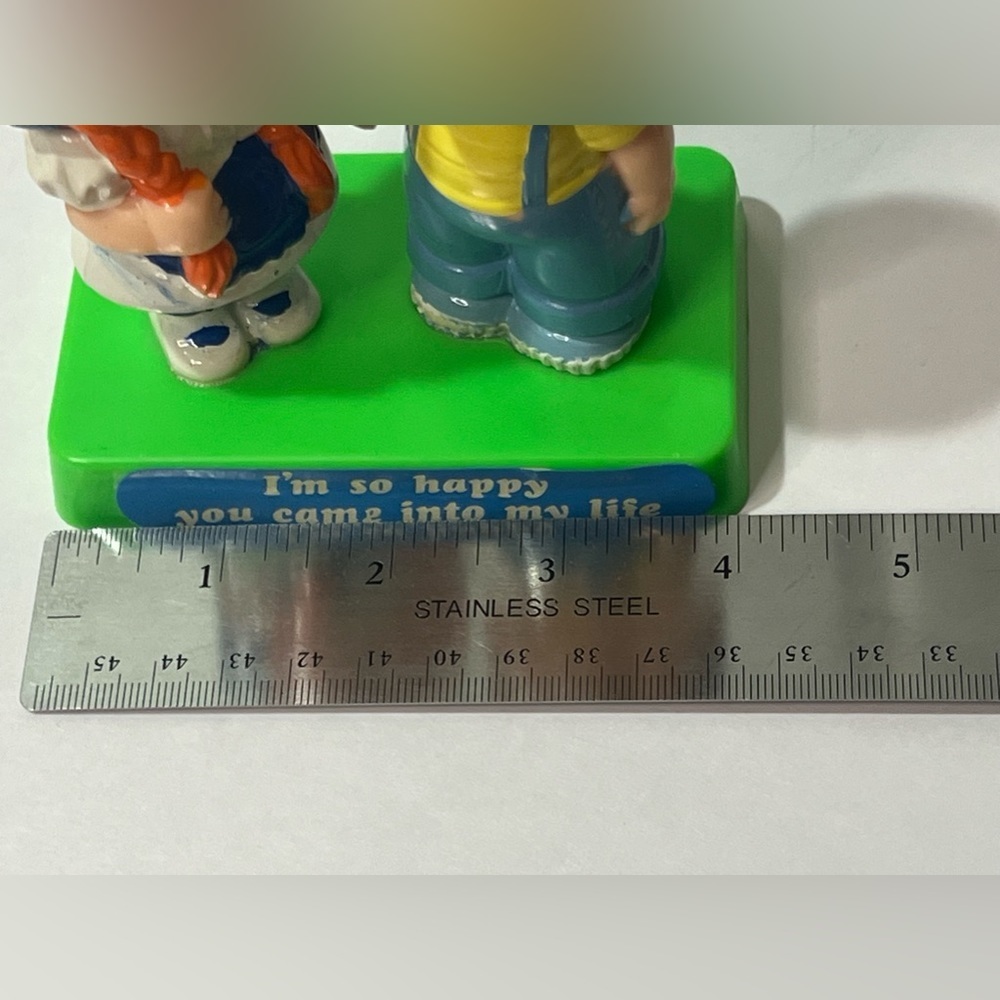 I'm so happy
you came into my life
1 2 3 4 5
STAINLESS STEEL
45 44 43 42 41 40 39 38 37 36 35 34 33